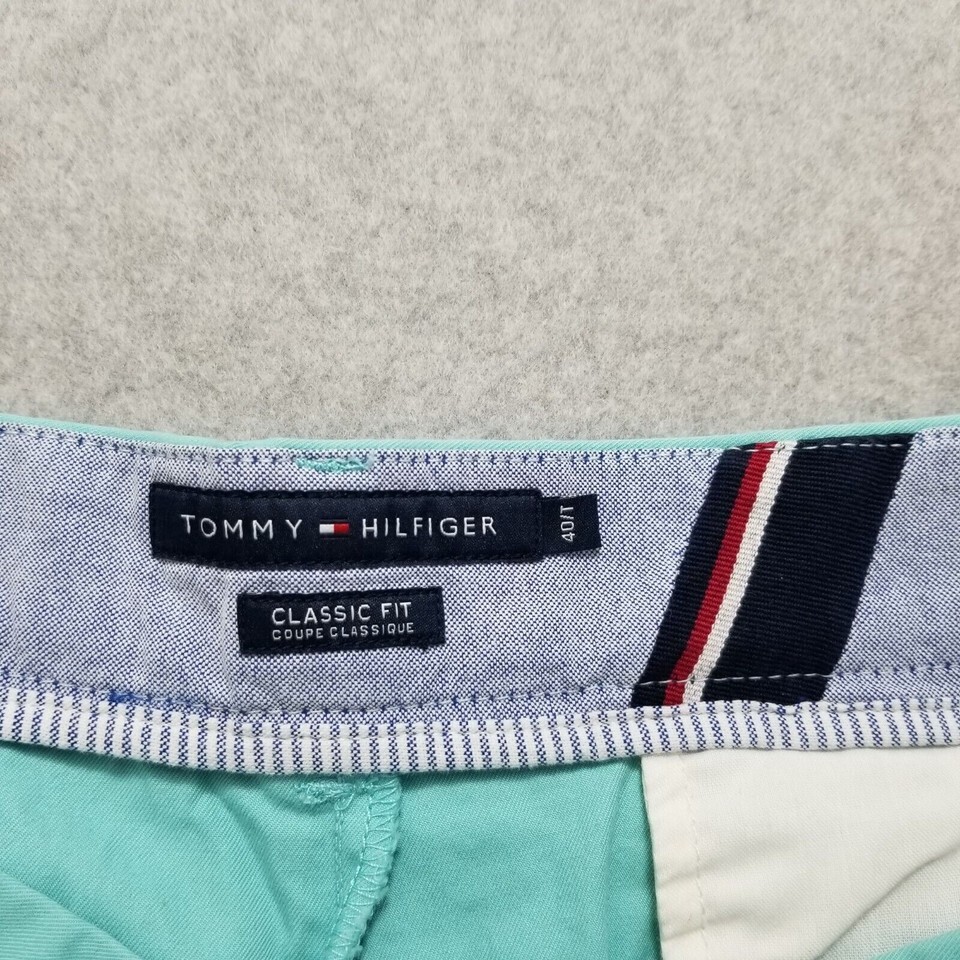 TOMMY HILFIGER
40/T
CLASSIC FIT
COUPE CLASSIQUE